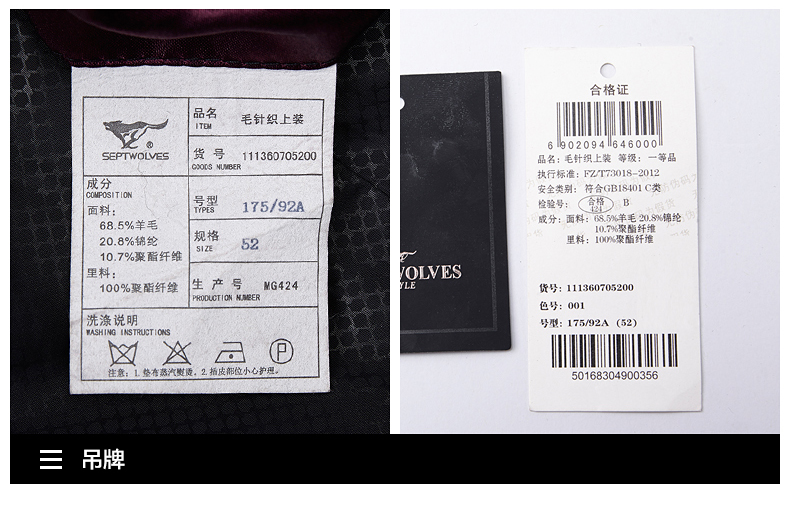 SEPTWOLVES
品名
ITEM
毛针织上装
货 号
GOODS NUMBER
111360705200
成分
COMPOSITION
面料:
68.5%羊毛
20.8%锦纶
10.7%聚酯纤维
里料:
100%聚酯纤维
号型
TYPES
175/92A
规格
SIZE
52
生 产 号
PRODUCTION NUMBER
MG424
洗涤说明
WASHING INSTRUCTIONS
P
注意: 1.垫布蒸汽熨烫。2.掐皮部位小心护理。
WOLVES
YLE
合格证
6 902094 646000
品名: 毛针织上装 等级: 一等品
执行标准: FZ/T73018-2012
安全类别: 符合GB18401 C类
检验号: 合格 424 B
成分: 面料: 68.5%羊毛 20.8%锦纶
10.7%聚酯纤维
里料: 100%聚酯纤维
货号: 111360705200
色号: 001
号型: 175/92A (52)
50168304900356
吊牌